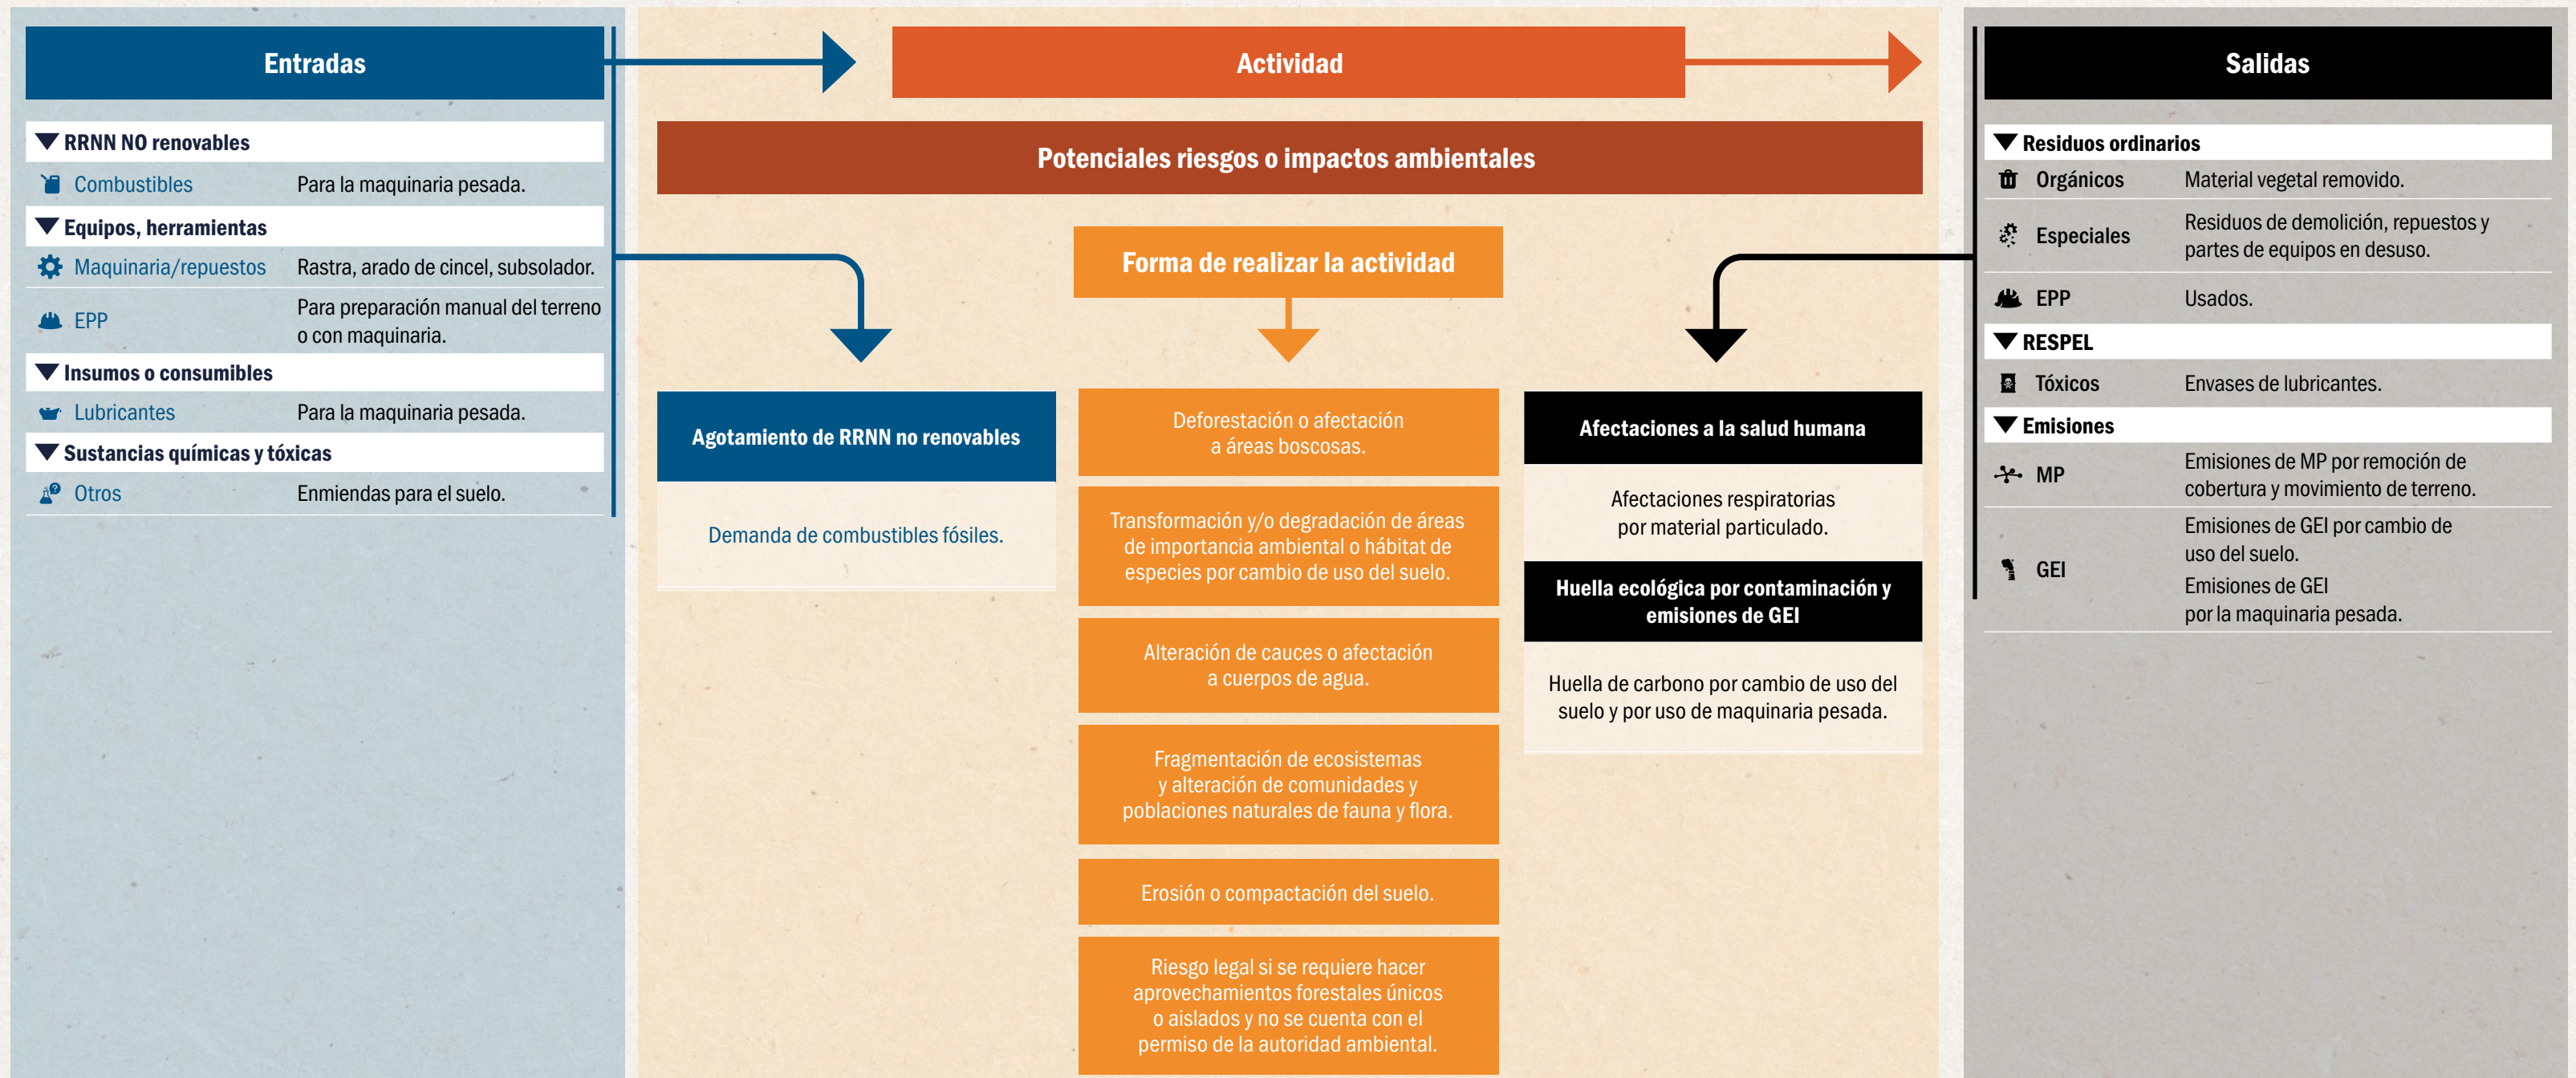 Entradas
RRNN NO renovables
Combustibles Para la maquinaria pesada.
Equipos, herramientas
Maquinaria/repuestos Rastra, arado de cincel, subsolador.
EPP Para preparación manual del terreno
o con maquinaria.
Insumos o consumibles
Lubricantes Para la maquinaria pesada.
Sustancias químicas y tóxicas
Otros Enmiendas para el suelo.
Actividad
Potenciales riesgos o impactos ambientales
Agotamiento de RRNN no renovables
Demanda de combustibles fósiles.
Forma de realizar la actividad
Deforestación o afectación
a áreas boscosas.
Transformación y/o degradación de áreas
de importancia ambiental o hábitat de
especies por cambio de uso del suelo.
Alteración de cauces o afectación
a cuerpos de agua.
Fragmentación de ecosistemas
y alteración de comunidades y
poblaciones naturales de fauna y flora.
Erosión o compactación del suelo.
Riesgo legal si se requiere hacer
aprovechamientos forestales únicos
o aislados y no se cuenta con el
permiso de la autoridad ambiental.
Afectaciones a la salud humana
Afectaciones respiratorias
por material particulado.
Huella ecológica por contaminación y
emisiones de GEI
Huella de carbono por cambio de uso del
suelo y por uso de maquinaria pesada.
Salidas
Residuos ordinarios
Orgánicos Material vegetal removido.
Especiales Residuos de demolición, repuestos y
partes de equipos en desuso.
EPP Usados.
RESPEL
Tóxicos Envases de lubricantes.
Emisiones
MP Emisiones de MP por remoción de
cobertura y movimiento de terreno.
GEI Emisiones de GEI por cambio de
uso del suelo.
Emisiones de GEI
por la maquinaria pesada.